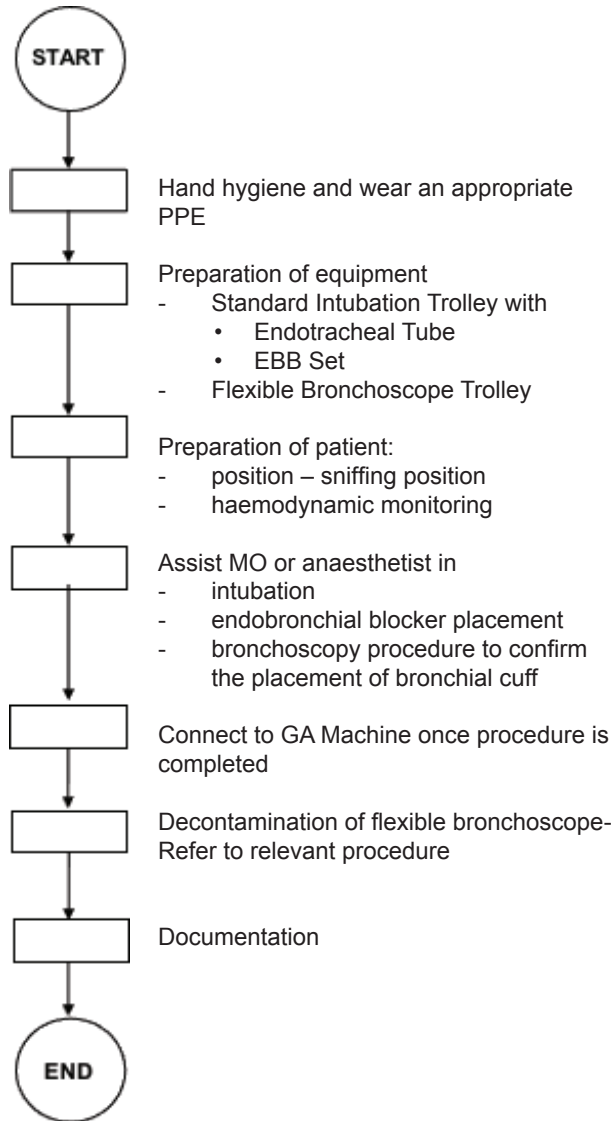 START
Hand hygiene and wear an appropriate
PPE
Preparation of equipment
- Standard Intubation Trolley with
• Endotracheal Tube
• EBB Set
- Flexible Bronchoscope Trolley
Preparation of patient:
- position – sniffing position
- haemodynamic monitoring
Assist MO or anaesthetist in
- intubation
- endobronchial blocker placement
- bronchoscopy procedure to confirm
the placement of bronchial cuff
Connect to GA Machine once procedure is
completed
Decontamination of flexible bronchoscope-
Refer to relevant procedure
Documentation
END